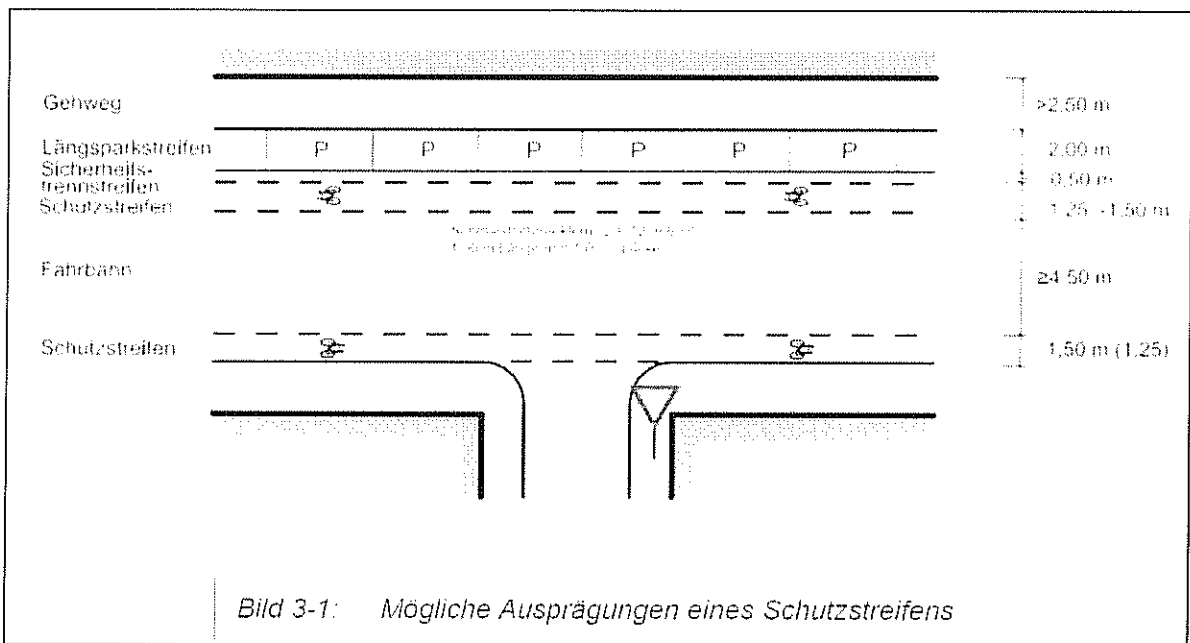 Gehweg
>2.50 m
Längsparkstreifen
P P P P P P
2.00 m
Sicherheits-
trennstreifen
0,50 m
Schutzstreifen
1.25 -1,50 m
Fahrbahn
≥4.50 m
Schutzstreifen
1,50 m (1.25)
Bild 3-1: Mögliche Ausprägungen eines Schutzstreifens